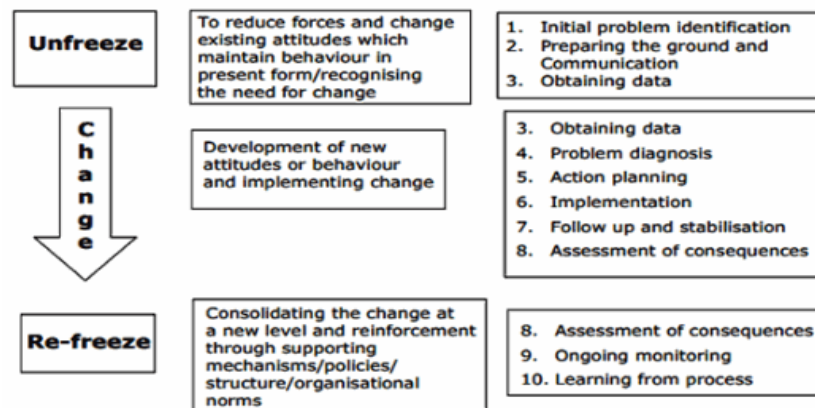 Unfreeze
To reduce forces and change
existing attitudes which
maintain behaviour in
present form/recognising
the need for change
1. Initial problem identification
2. Preparing the ground and
Communication
3. Obtaining data
Change
Development of new
attitudes or behaviour
and implementing change
3. Obtaining data
4. Problem diagnosis
5. Action planning
6. Implementation
7. Follow up and stabilisation
8. Assessment of consequences
Re-freeze
Consolidating the change at
a new level and reinforcement
through supporting
mechanisms/policies/
structure/organisational
norms
8. Assessment of consequences
9. Ongoing monitoring
10. Learning from process